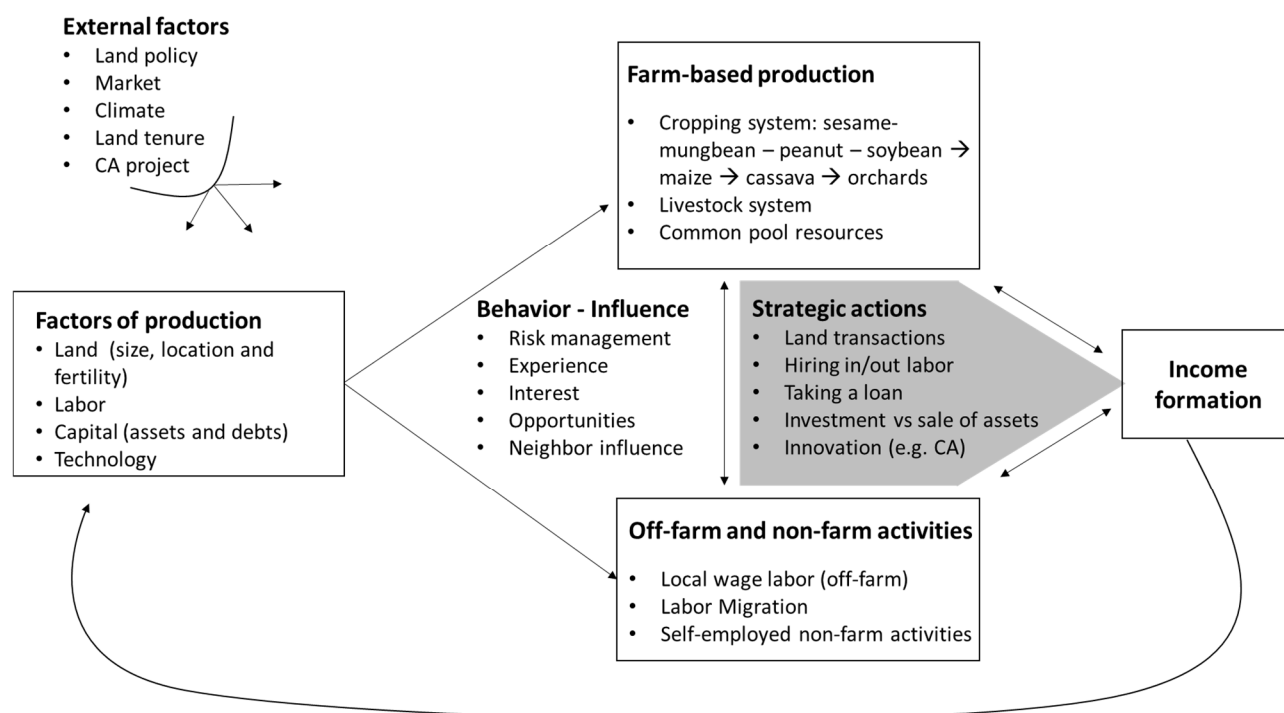 External factors
• Land policy
• Market
• Climate
• Land tenure
• CA project
Factors of production
• Land (size, location and
fertility)
• Labor
• Capital (assets and debts)
• Technology
Farm-based production
• Cropping system: sesame-
mungbean – peanut – soybean →
maize → cassava → orchards
• Livestock system
• Common pool resources
Behavior - Influence
• Risk management
• Experience
• Interest
• Opportunities
• Neighbor influence
Strategic actions
• Land transactions
• Hiring in/out labor
• Taking a loan
• Investment vs sale of assets
• Innovation (e.g. CA)
Income
formation
Off-farm and non-farm activities
• Local wage labor (off-farm)
• Labor Migration
• Self-employed non-farm activities